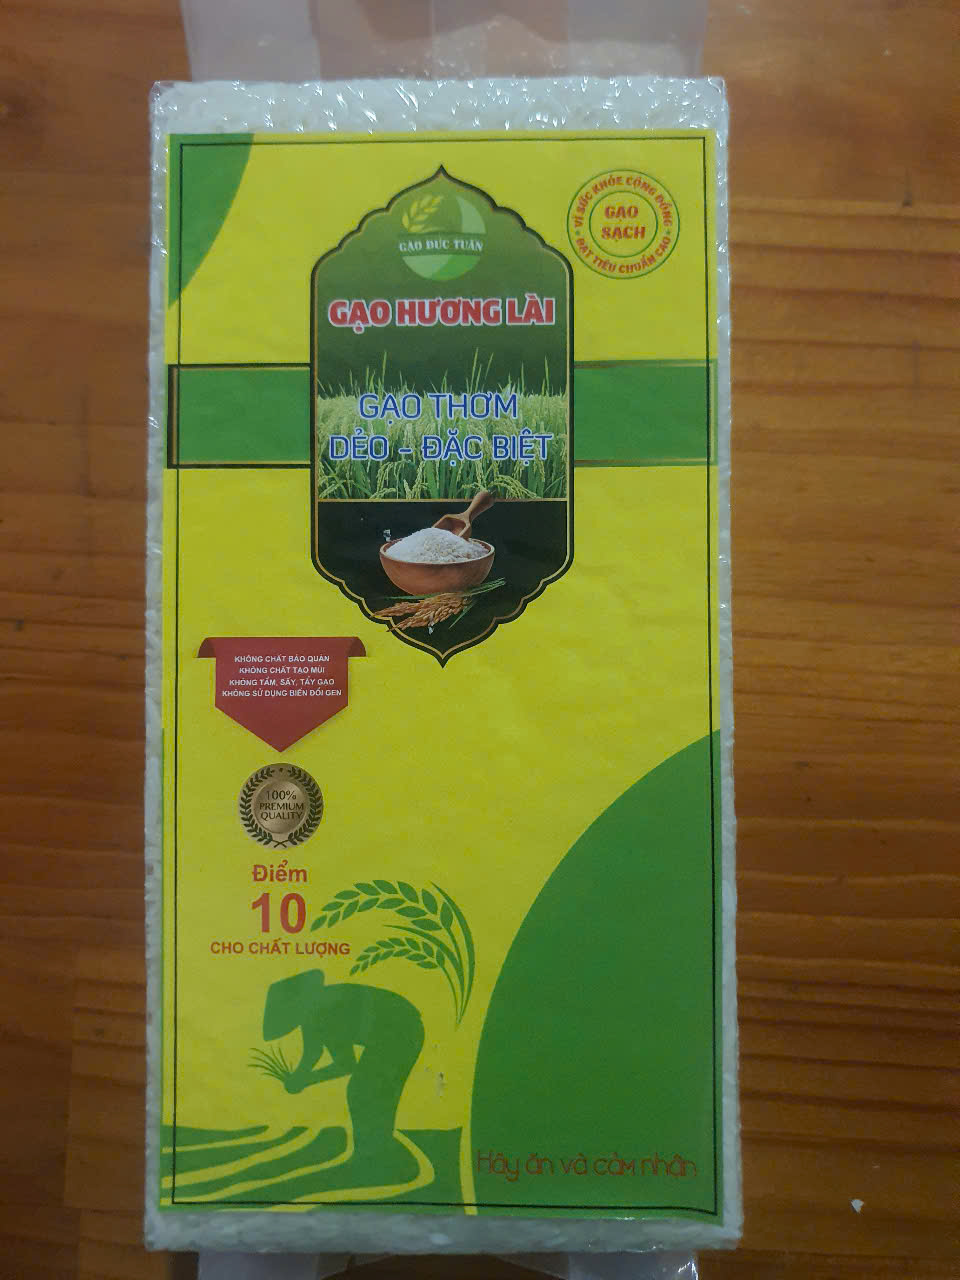 GẠO ĐỨC TUẤN
VÌ SỨC KHỎE CỘNG ĐỒNG
GẠO
SẠCH
ĐẠT TIÊU CHUẨN CAO
GẠO HƯƠNG LÀI
GẠO THƠM
DẺO - ĐẶC BIỆT
KHÔNG CHẤT BẢO QUẢN
KHÔNG CHẤT TẠO MÙI
KHÔNG TẨM, SẤY, TẨY GẠO
KHÔNG SỬ DỤNG BIẾN ĐỔI GEN
100%
PREMIUM
QUALITY
Điểm
10
CHO CHẤT LƯỢNG
Hãy ăn và cảm nhận